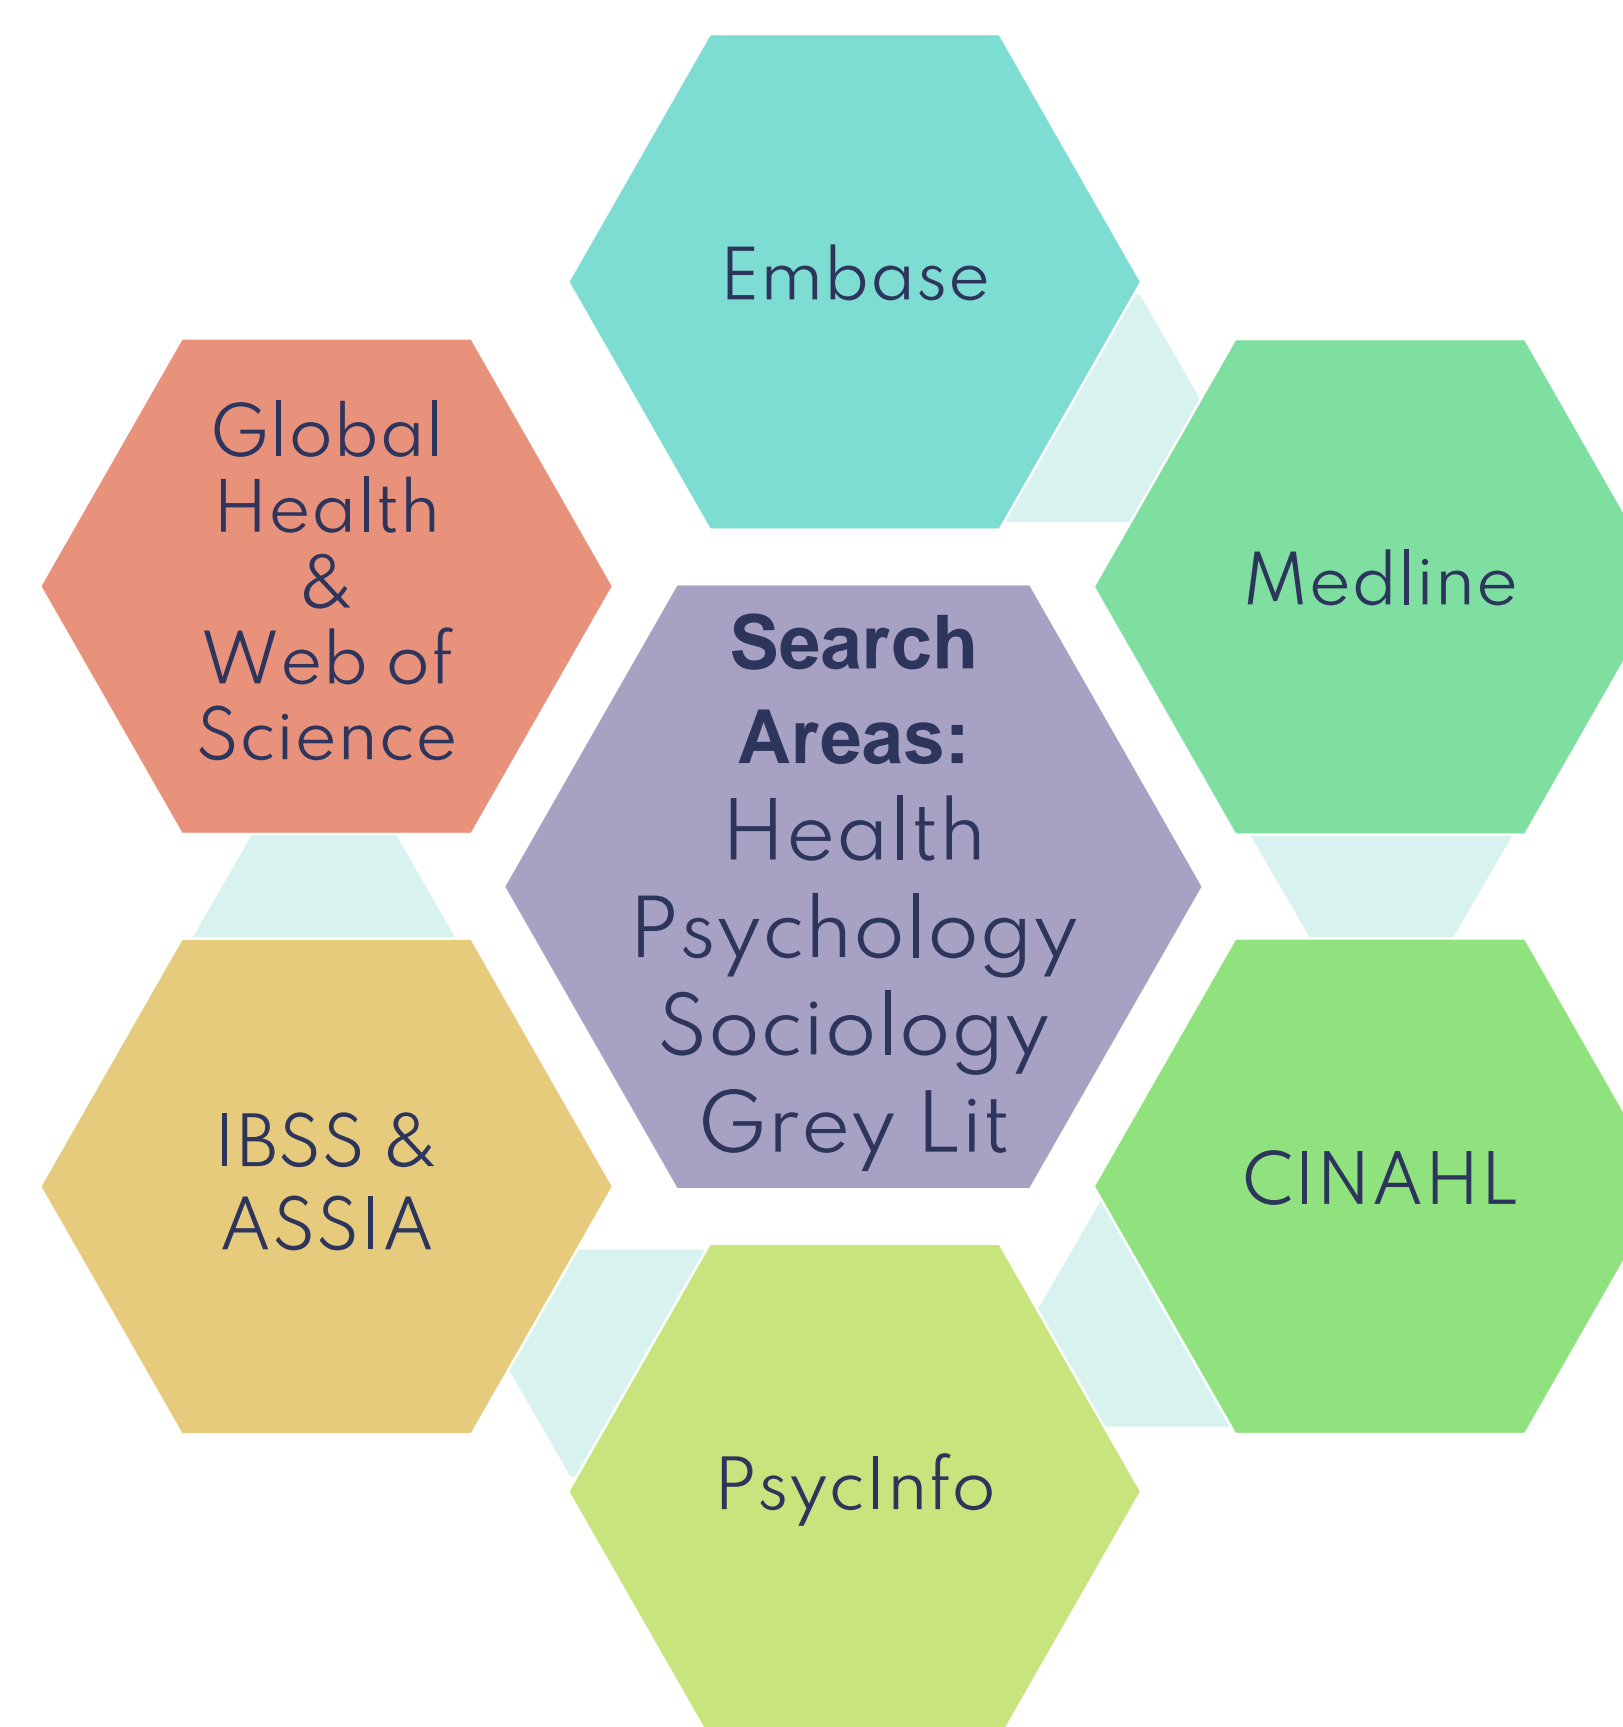 Embase
Global
Health
&
Web of
Science
Medline
Search
Areas:
Health
Psychology
Sociology
Grey Lit
IBSS &
ASSIA
CINAHL
PsycInfo